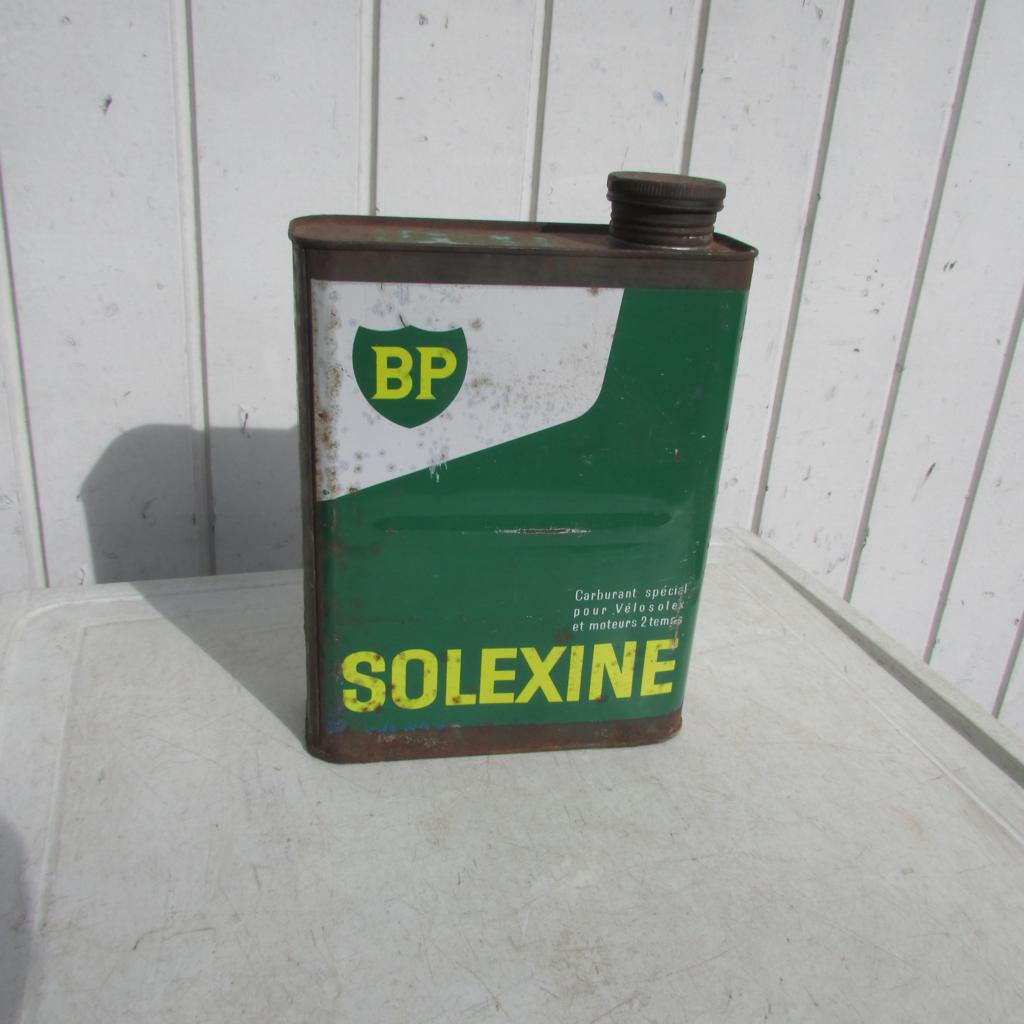 BP
Carburant spécial
pour Vélosolex
et moteurs 2 temps
SOLEXINE